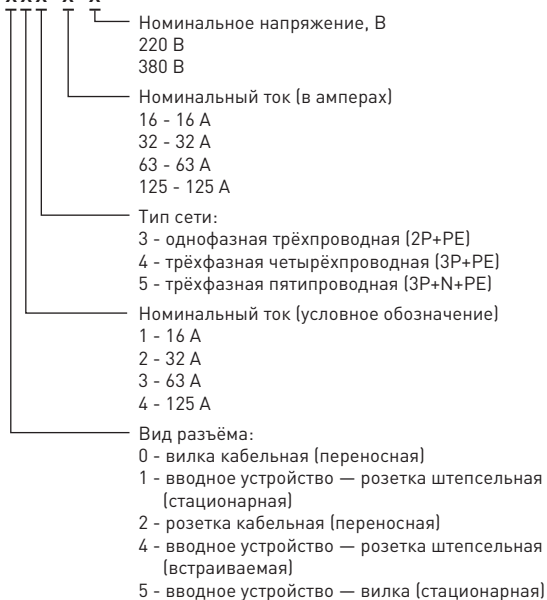 Номинальное напряжение, В
220 В
380 В
Номинальный ток (в амперах)
16 - 16 А
32 - 32 А
63 - 63 А
125 - 125 А
Тип сети:
3 - однофазная трёхпроводная (2P+PE)
4 - трёхфазная четырёхпроводная (3P+PE)
5 - трёхфазная пятипроводная (3P+N+PE)
Номинальный ток (условное обозначение)
1 - 16 А
2 - 32 А
3 - 63 А
4 - 125 А
Вид разъёма:
0 - вилка кабельная (переносная)
1 - вводное устройство — розетка штепсельная
(стационарная)
2 - розетка кабельная (переносная)
4 - вводное устройство — розетка штепсельная
(встраиваемая)
5 - вводное устройство — вилка (стационарная)